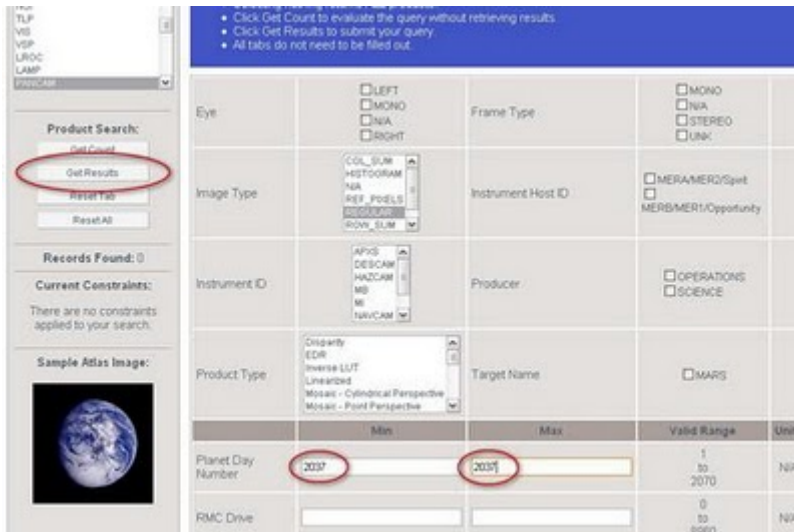 TLP
VIS
VSP
LROC
LAMP
PANCAM
Product Search:
Get Count
Get Results
Reset Tab
Reset All
Records Found: 0
Current Constraints:
There are no constraints
applied to your search.
Sample Atlas Image:
• Click Get Count to evaluate the query without retrieving results.
• Click Get Results to submit your query.
• All tabs do not need to be filled out.
Eye
LEFT
MONO
N/A
RIGHT
Frame Type
MONO
N/A
STEREO
UNK
Image Type
COL_SUM
HISTOGRAM
N/A
REF_PIXELS
REGULAR
ROW_SUM
Instrument Host ID
MERA/MER2/Spirit
MERB/MER1/Opportunity
Instrument ID
APXS
DESCAM
HAZCAM
MB
MI
NAVCAM
Producer
OPERATIONS
SCIENCE
Product Type
Disparity
EDR
Inverse LUT
Linearized
Mosaic - Cylindrical Perspective
Mosaic - Point Perspective
Target Name
MARS
Min
Max
Valid Range
Planet Day
Number
2037
2037
1
to
2070
N/A
RMC Drive
0
to
N/A